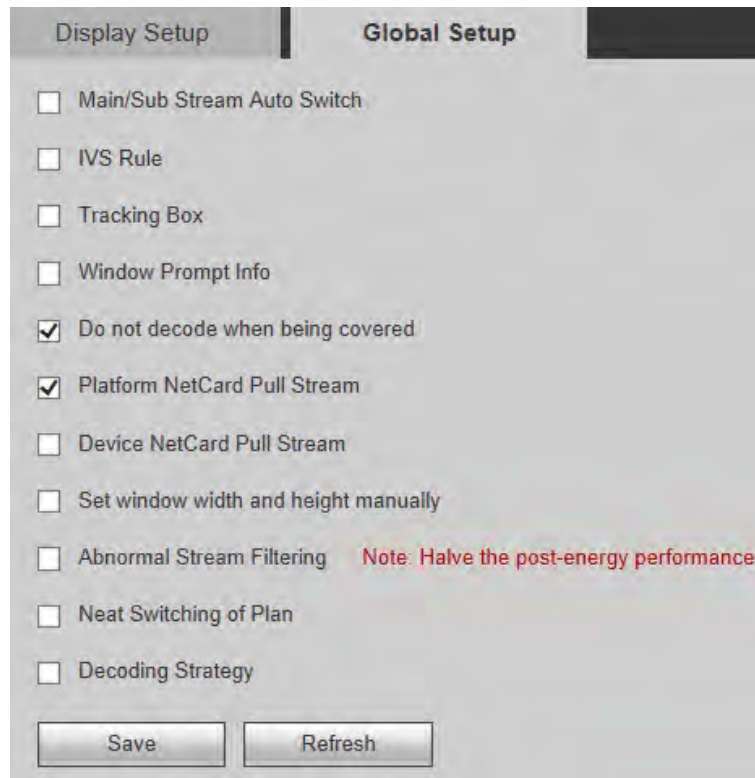 Display Setup Global Setup
Main/Sub Stream Auto Switch
IVS Rule
Tracking Box
Window Prompt Info
Do not decode when being covered
Platform NetCard Pull Stream
Device NetCard Pull Stream
Set window width and height manually
Abnormal Stream Filtering Note: Halve the post-energy performance
Neat Switching of Plan
Decoding Strategy
Save Refresh